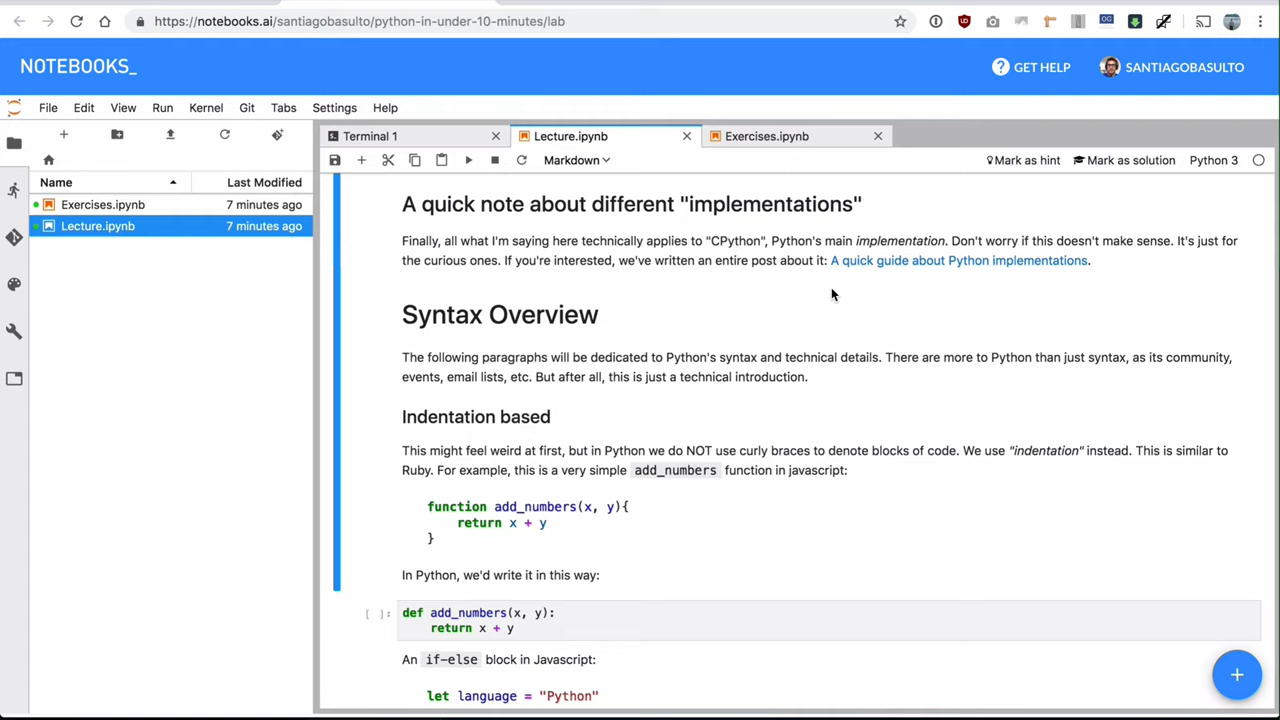 https://notebooks.ai/santiagobasulto/python-in-under-10-minutes/lab
NOTEBOOKS_
GET HELP
SANTIAGOBASULTO
File Edit View Run Kernel Git Tabs Settings Help
Terminal 1
Lecture.ipynb
Exercises.ipynb
Markdown
Mark as hint
Mark as solution
Python 3
Name
Last Modified
Exercises.ipynb 7 minutes ago
Lecture.ipynb 7 minutes ago
A quick note about different "implementations"
Finally, all what I'm saying here technically applies to "CPython", Python's main implementation. Don't worry if this doesn't make sense. It's just for
the curious ones. If you're interested, we've written an entire post about it: A quick guide about Python implementations.
Syntax Overview
The following paragraphs will be dedicated to Python's syntax and technical details. There are more to Python than just syntax, as its community,
events, email lists, etc. But after all, this is just a technical introduction.
Indentation based
This might feel weird at first, but in Python we do NOT use curly braces to denote blocks of code. We use "indentation" instead. This is similar to
Ruby. For example, this is a very simple add_numbers function in javascript:
function add_numbers(x, y){
return x + y
}
In Python, we'd write it in this way:
[ ]:
def add_numbers(x, y):
return x + y
An if-else block in Javascript:
let language = "Python"